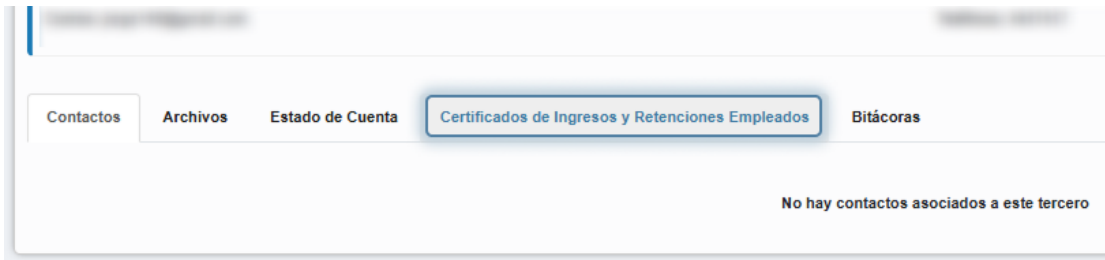 Contactos Archivos Estado de Cuenta Certificados de Ingresos y Retenciones Empleados Bitácoras
No hay contactos asociados a este tercero